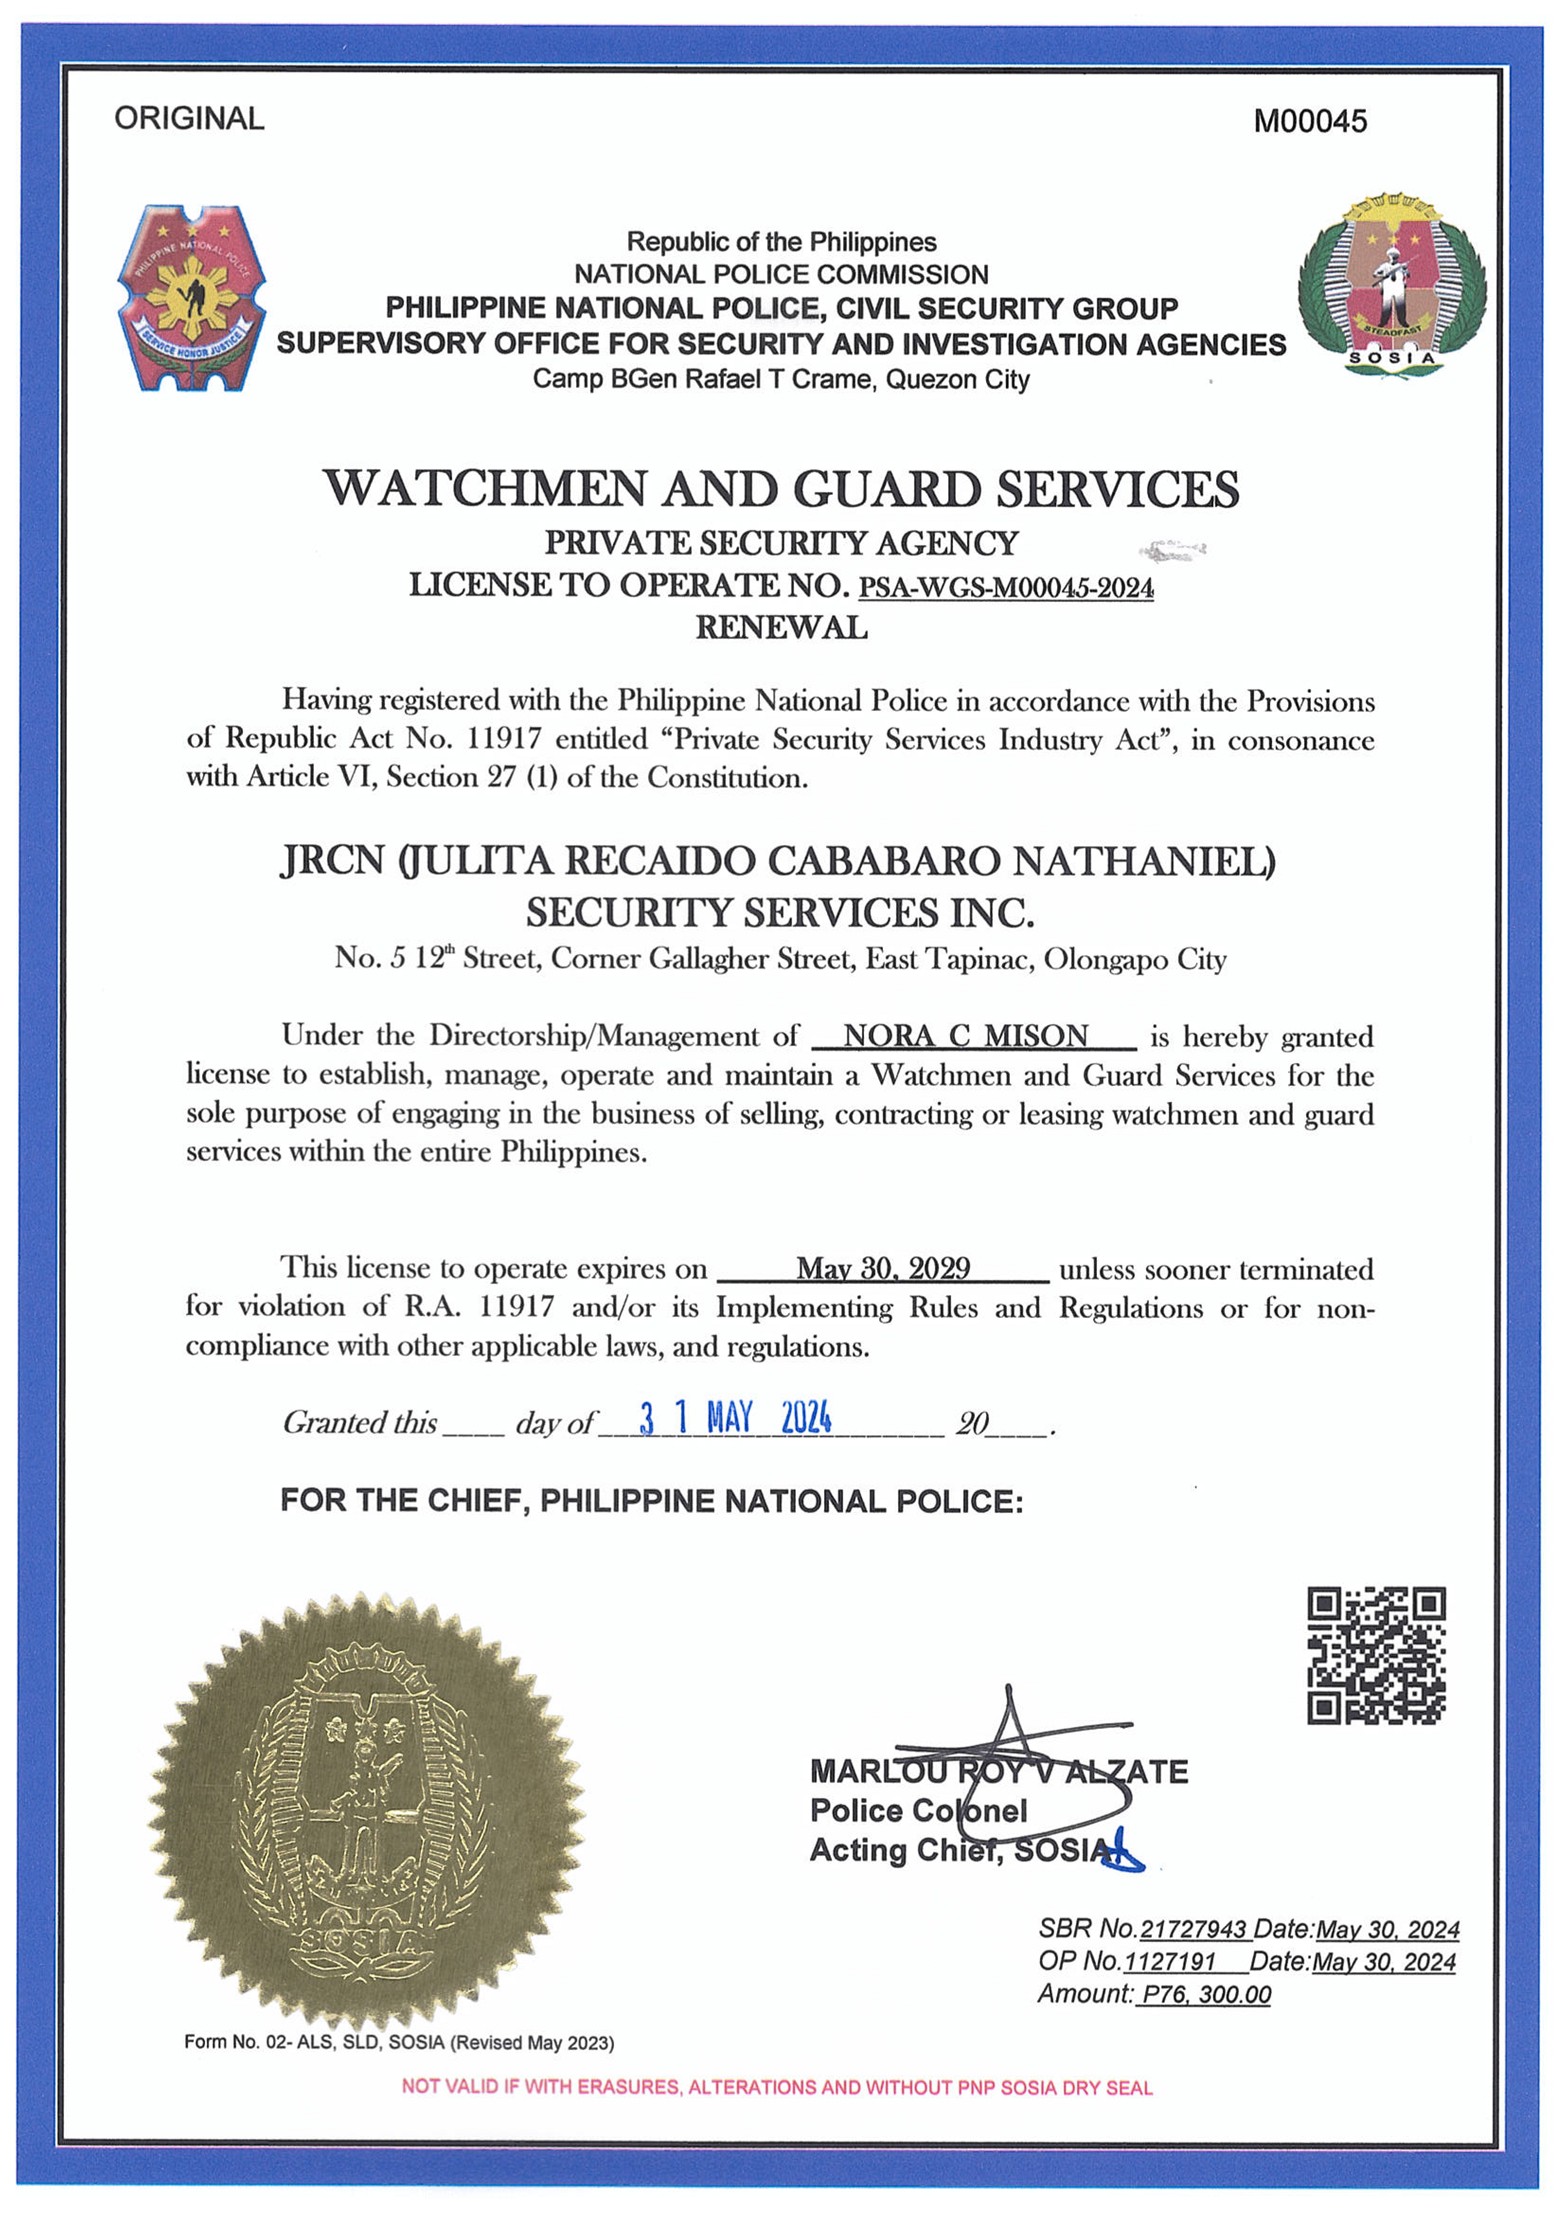 ORIGINAL
M00045
PHILIPPINE NATIONAL POLICE
SERVICE HONOR JUSTICE
STEADFAST
SOSIA
Republic of the Philippines
NATIONAL POLICE COMMISSION
PHILIPPINE NATIONAL POLICE, CIVIL SECURITY GROUP
SUPERVISORY OFFICE FOR SECURITY AND INVESTIGATION AGENCIES
Camp BGen Rafael T Crame, Quezon City
WATCHMEN AND GUARD SERVICES
PRIVATE SECURITY AGENCY
LICENSE TO OPERATE NO. PSA-WGS-M00045-2024
RENEWAL
Having registered with the Philippine National Police in accordance with the Provisions
of Republic Act No. 11917 entitled “Private Security Services Industry Act”, in consonance
with Article VI, Section 27 (1) of the Constitution.
JRCN (JULITA RECAIDO CABABARO NATHANIEL)
SECURITY SERVICES INC.
No. 5 12th Street, Corner Gallagher Street, East Tapinac, Olongapo City
Under the Directorship/Management of NORA C MISON is hereby granted
license to establish, manage, operate and maintain a Watchmen and Guard Services for the
sole purpose of engaging in the business of selling, contracting or leasing watchmen and guard
services within the entire Philippines.
This license to operate expires on May 30, 2029 unless sooner terminated
for violation of R.A. 11917 and/or its Implementing Rules and Regulations or for non-
compliance with other applicable laws, and regulations.
Granted this ____ day of 31 MAY 2024 20____.
FOR THE CHIEF, PHILIPPINE NATIONAL POLICE:
SOSIA
MARLOU ROY V ALZATE
Police Colonel
Acting Chief, SOSIA
SBR No.21727943 Date:May 30, 2024
OP No.1127191 Date:May 30, 2024
Amount: P76, 300.00
Form No. 02- ALS, SLD, SOSIA (Revised May 2023)
NOT VALID IF WITH ERASURES, ALTERATIONS AND WITHOUT PNP SOSIA DRY SEAL